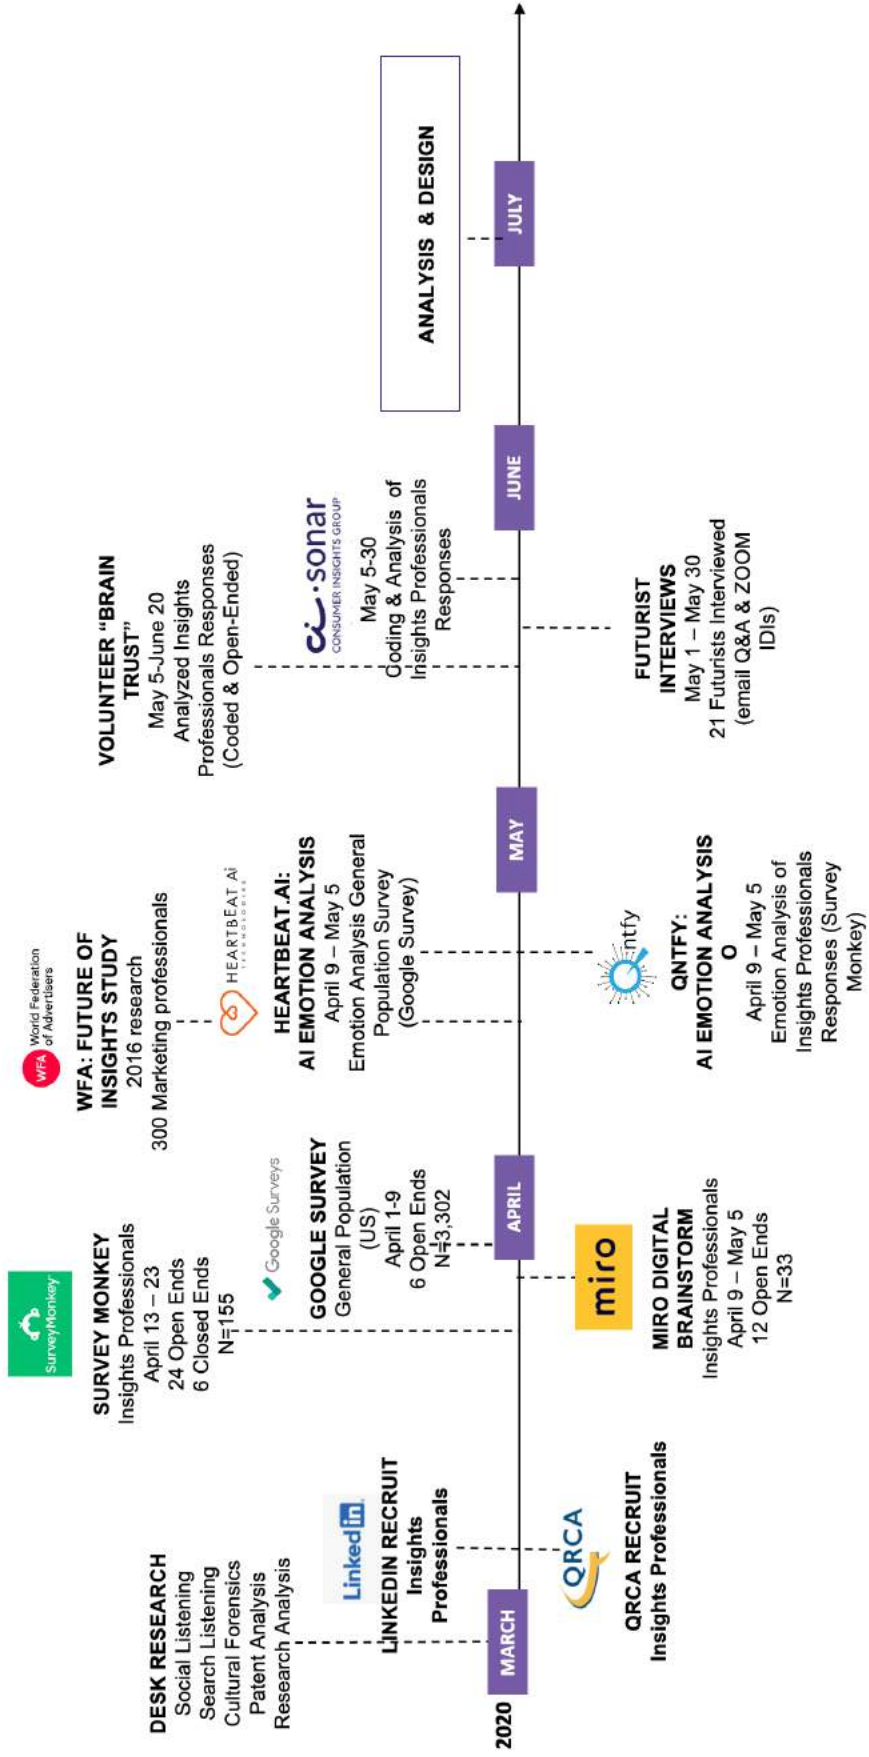 DESK RESEARCH
Social Listening
Search Listening
Cultural Forensics
Patent Analysis
Research Analysis
LinkedIn
LINKEDIN RECRUIT
Insights
Professionals
2020
MARCH
QRCA
QRCA RECRUIT
Insights Professionals
SurveyMonkey
SURVEY MONKEY
Insights Professionals
April 13 – 23
24 Open Ends
6 Closed Ends
N=155
Google Surveys
GOOGLE SURVEY
General Population
(US)
April 1-9
6 Open Ends
N=3,302
APRIL
miro
MIRO DIGITAL
BRAINSTORM
Insights Professionals
April 9 – May 5
12 Open Ends
N=33
WFA World Federation
of Advertisers
WFA: FUTURE OF
INSIGHTS STUDY
2016 research
300 Marketing professionals
HEARTBEAT Ai
TECHNOLOGIES
HEARTBEAT.AI:
AI EMOTION ANALYSIS
April 9 – May 5
Emotion Analysis General
Population Survey
(Google Survey)
MAY
Qntfy
QNTFY:
AI EMOTION ANALYSIS
O
April 9 – May 5
Emotion Analysis of
Insights Professionals
Responses (Survey
Monkey)
VOLUNTEER “BRAIN
TRUST”
May 5-June 20
Analyzed Insights
Professionals Responses
(Coded & Open-Ended)
ci·sonar
CONSUMER INSIGHTS GROUP
May 5-30
Coding & Analysis of
Insights Professionals
Responses
JUNE
FUTURIST
INTERVIEWS
May 1 – May 30
21 Futurists Interviewed
(email Q&A & ZOOM
IDIs)
ANALYSIS & DESIGN
JULY